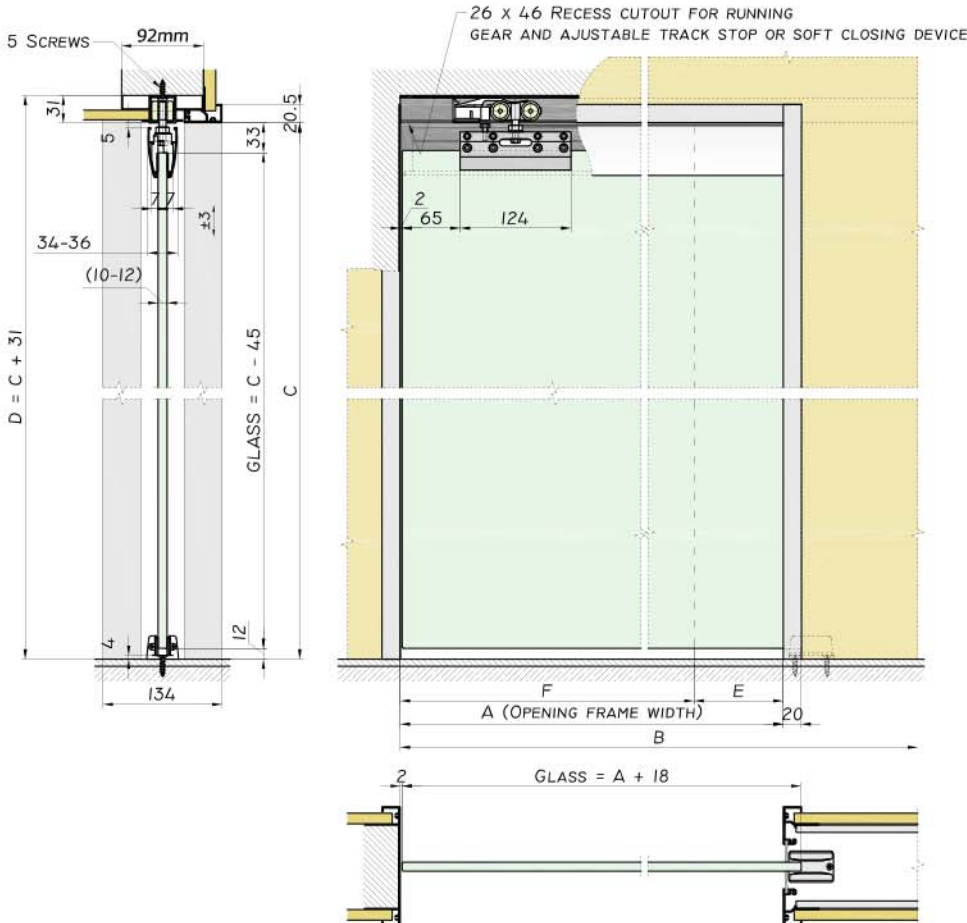 26 X 46 RECESS CUTOUT FOR RUNNING
GEAR AND AJUSTABLE TRACK STOP OR SOFT CLOSING DEVICE
5 SCREWS
92mm
31
20.5
5
33
7 7
±3
34-36
(10-12)
D = C + 31
GLASS = C - 45
C
4
12
134
2
65
124
F
E
A (OPENING FRAME WIDTH)
20
B
2
GLASS = A + 18